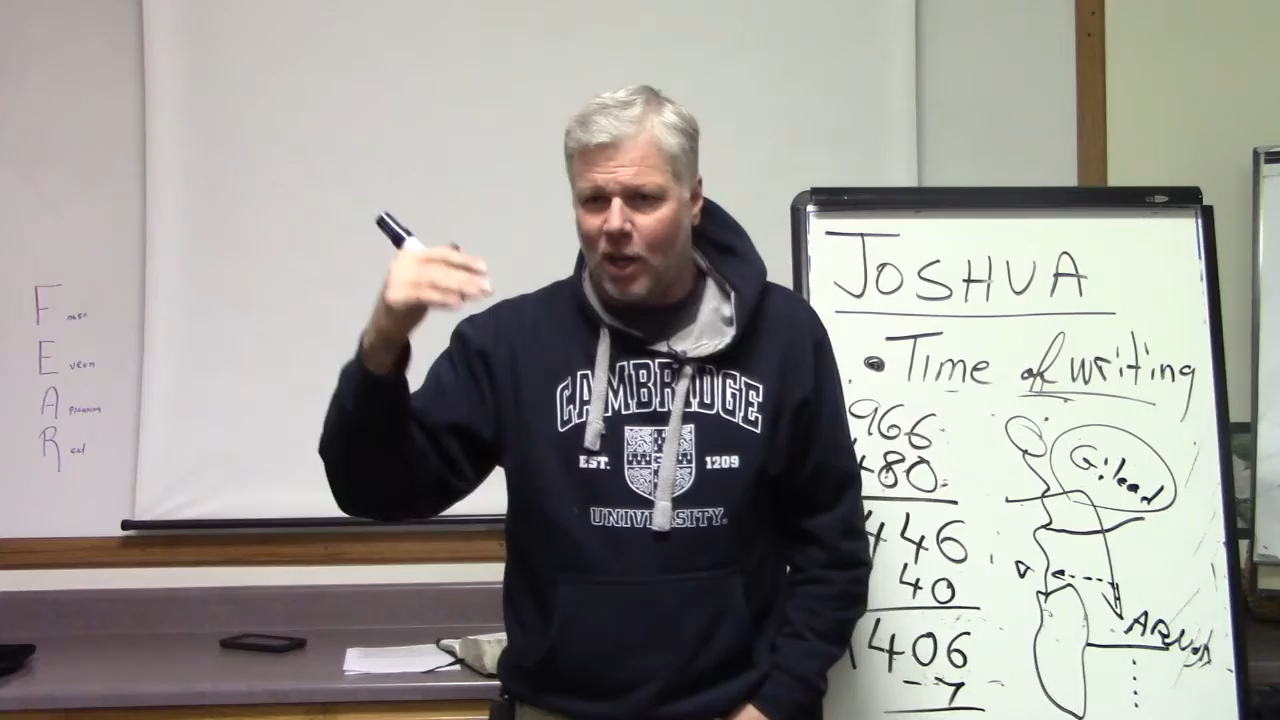 F
E
A
R
CAMBRIDGE
EST. 1209
UNIVERSITY.
JOSHUA
• Time of writing
966
480
Gilead
446
40
1406
- 7